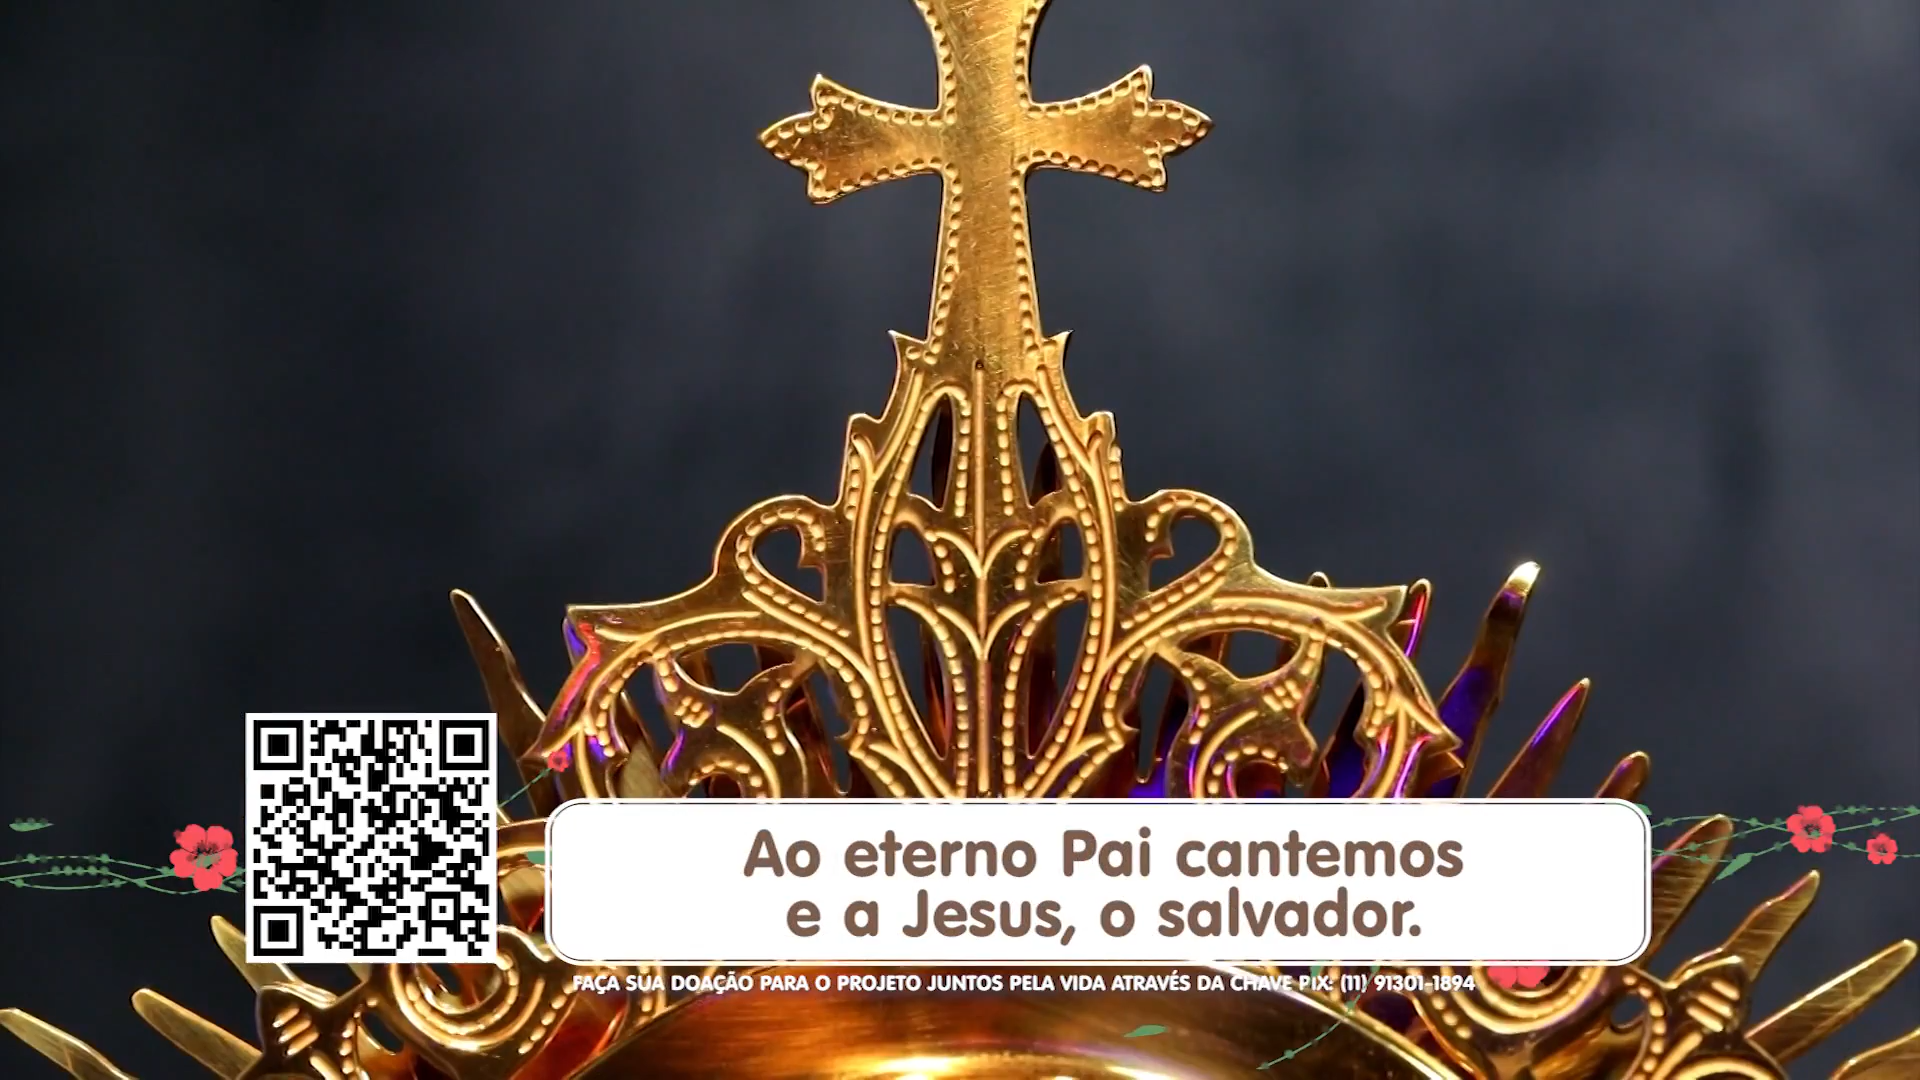 Ao eterno Pai cantemos
e a Jesus, o salvador.
FAÇA SUA DOAÇÃO PARA O PROJETO JUNTOS PELA VIDA ATRAVÉS DA CHAVE PIX: (11) 91301-1894